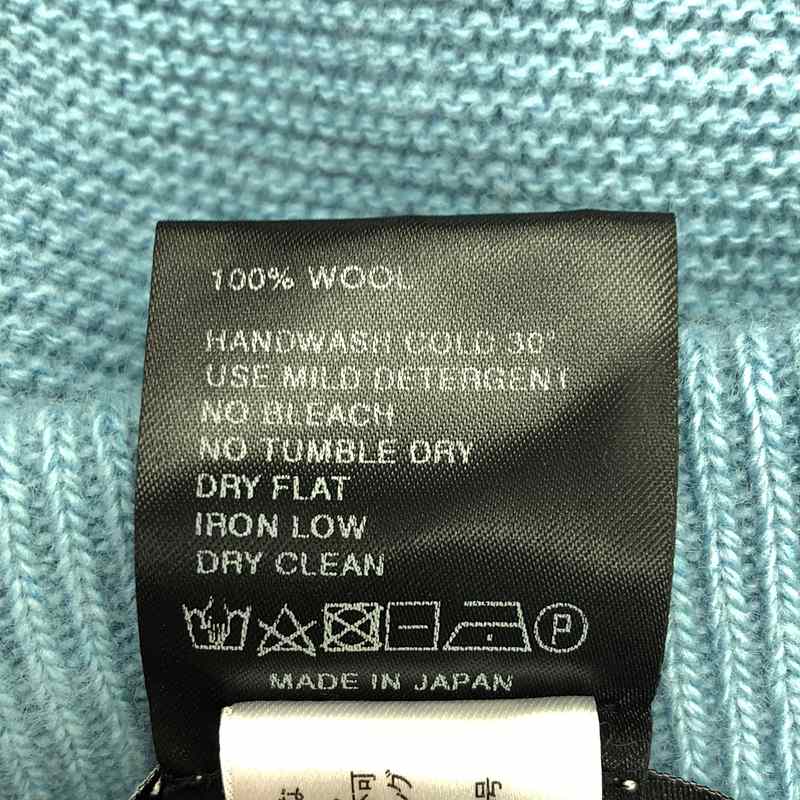 100% WOOL
HANDWASH COLD 30°
USE MILD DETERGENT
NO BLEACH
NO TUMBLE DRY
DRY FLAT
IRON LOW
DRY CLEAN
P
MADE IN JAPAN
号